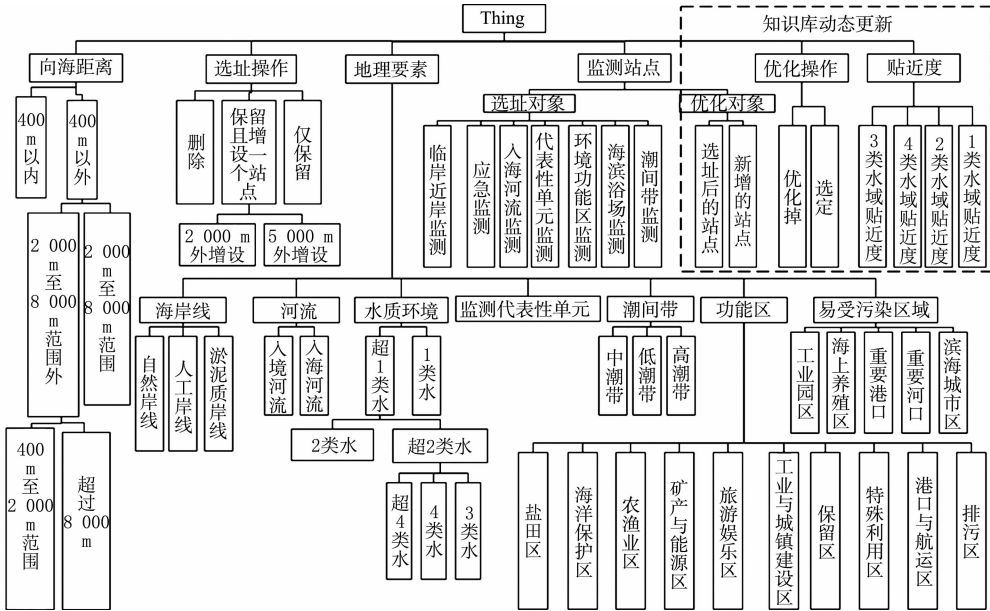 Thing
知识库动态更新
向海距离
选址操作
地理要素
监测站点
优化操作
贴近度
400m以内
400m以外
删除
保留且增设一个站点
仅保留
选址对象
优化对象
临岸近岸监测
应急监测
入海河流监测
代表性单元监测
环境功能区监测
海滨浴场监测
潮间带监测
选址后的站点
新增的站点
优化掉
选定
3类水域贴近度
4类水域贴近度
2类水域贴近度
1类水域贴近度
2 000 m至8 000m范围外
2 000 m至8 000m范围
2 000 m
外增设
5 000 m
外增设
海岸线
河流
水质环境
监测代表性单元
潮间带
功能区
易受污染区域
自然岸线
人工岸线
淤泥质岸线
入境河流
入海河流
超1类水
1类水
中潮带
低潮带
高潮带
工业园区
海上养殖区
重要港口
重要河口
滨海城市区
2类水
超2类水
400 m至2 000m范围
超过8 000 m
超4类水
4类水
3类水
盐田区
海洋保护区
农渔业区
矿产与能源区
旅游娱乐区
工业与城镇建设区
保留区
特殊利用区
港口与航运区
排污区